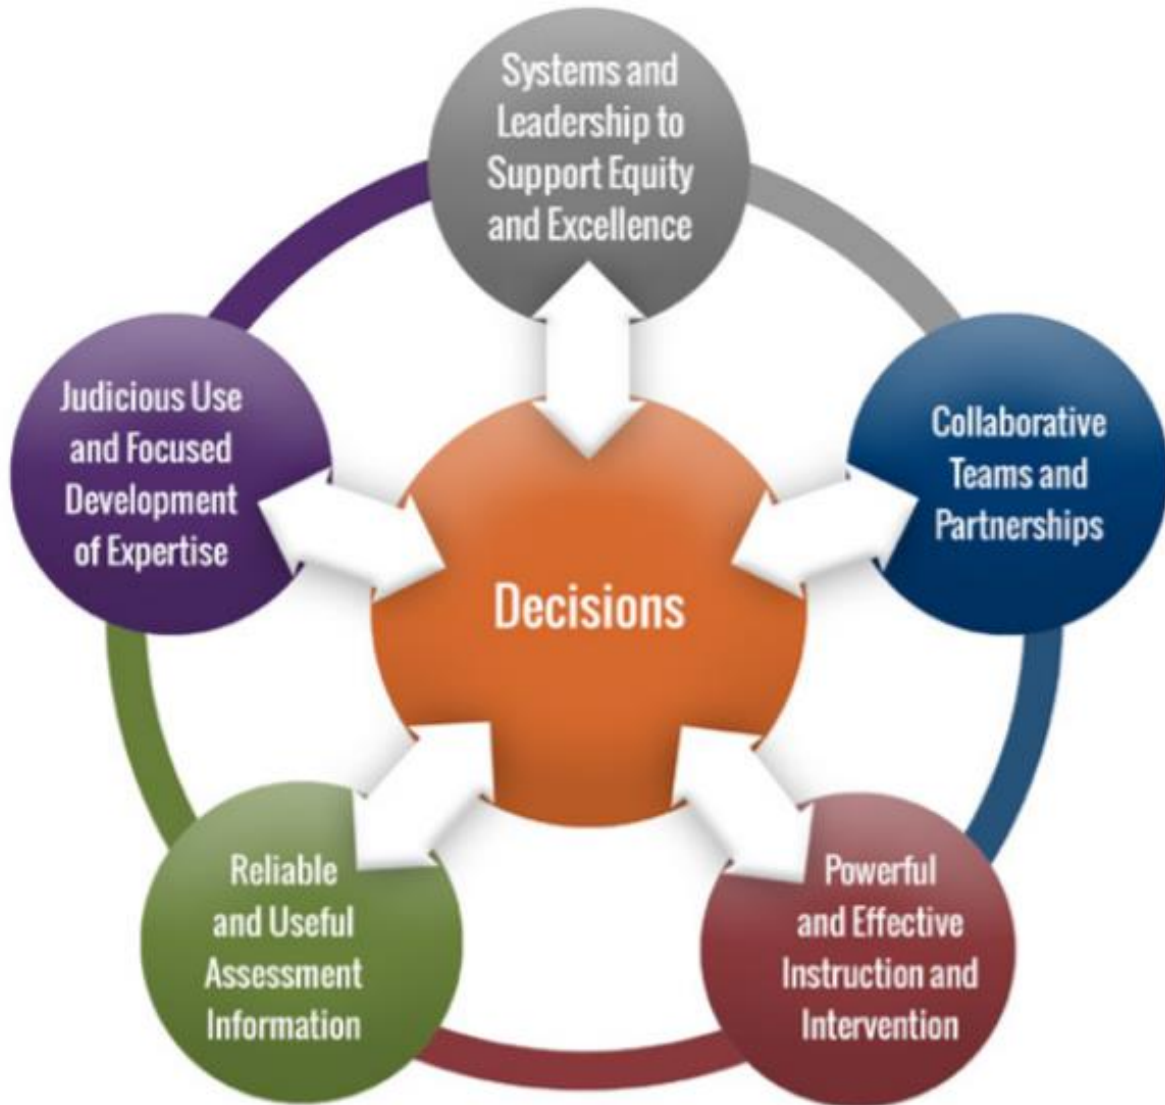 Systems and
Leadership to
Support Equity
and Excellence
Judicious Use
and Focused
Development
of Expertise
Collaborative
Teams and
Partnerships
Decisions
Reliable
and Useful
Assessment
Information
Powerful
and Effective
Instruction and
Intervention